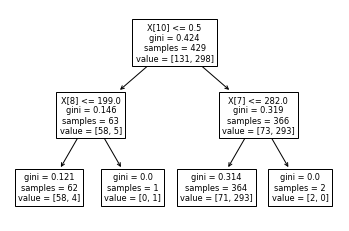 X[10] <= 0.5
gini = 0.424
samples = 429
value = [131, 298]
X[8] <= 199.0
gini = 0.146
samples = 63
value = [58, 5]
X[7] <= 282.0
gini = 0.319
samples = 366
value = [73, 293]
gini = 0.121
samples = 62
value = [58, 4]
gini = 0.0
samples = 1
value = [0, 1]
gini = 0.314
samples = 364
value = [71, 293]
gini = 0.0
samples = 2
value = [2, 0]